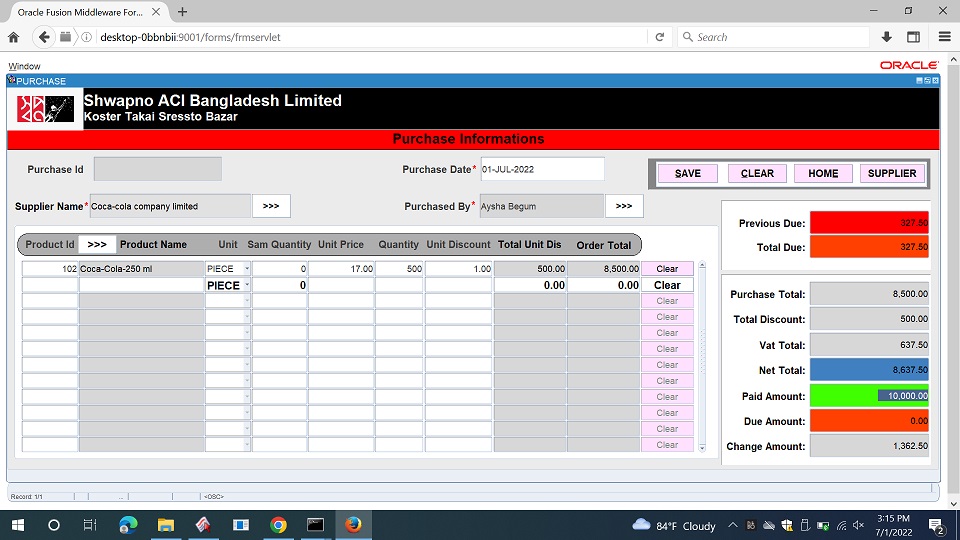 Oracle Fusion Middleware For...
desktop-0bbnbii:9001/forms/frmservlet
Search
Window
ORACLE
PURCHASE
Shwapno ACI Bangladesh Limited
Koster Takai Sressto Bazar
Purchase Informations
Purchase Id
Purchase Date* 01-JUL-2022
SAVE CLEAR HOME SUPPLIER
Supplier Name* Coca-cola company limited >>>
Purchased By* Aysha Begum >>>
Previous Due: 327.50
Total Due: 327.50
Product Id >>> Product Name Unit Sam Quantity Unit Price Quantity Unit Discount Total Unit Dis Order Total
102 Coca-Cola-250 ml PIECE 0 17.00 500 1.00 500.00 8,500.00 Clear
PIECE 0 0.00 0.00 Clear
Clear
Clear
Clear
Clear
Clear
Clear
Clear
Clear
Clear
Clear
Purchase Total: 8,500.00
Total Discount: 500.00
Vat Total: 637.50
Net Total: 8,637.50
Paid Amount: 10,000.00
Due Amount: 0.00
Change Amount: 1,362.50
Record: 1/1 ... <OSC>
84°F Cloudy
3:15 PM
7/1/2022
2